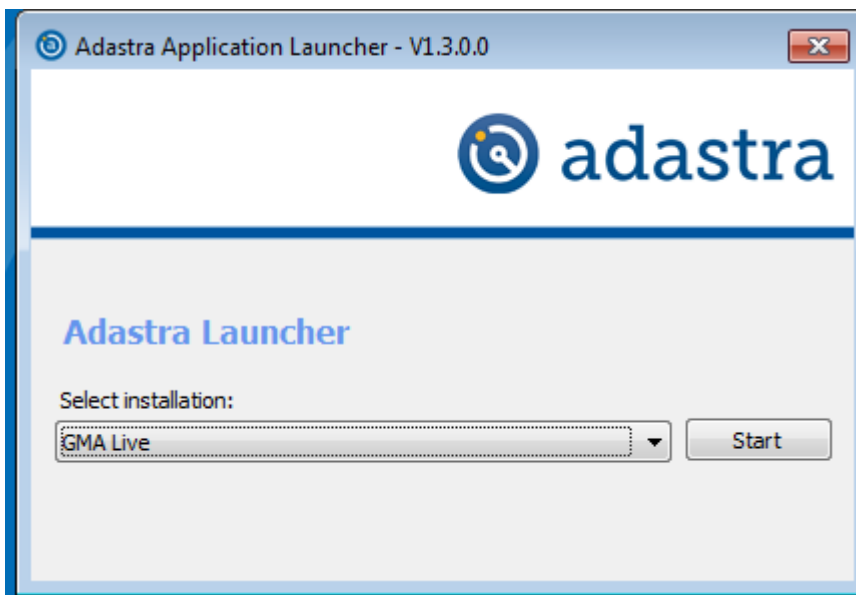 Adastra Application Launcher - V1.3.0.0
adastra
Adastra Launcher
Select installation:
GMA Live
Start